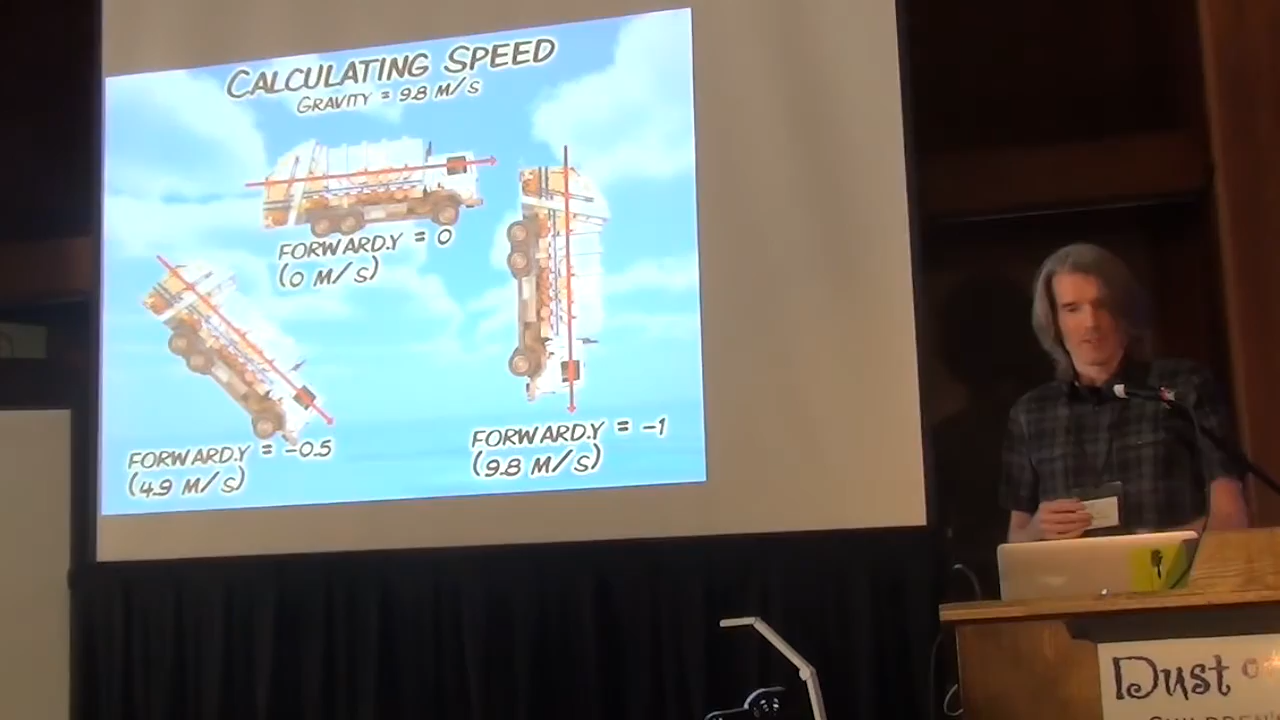 CALCULATING SPEED
GRAVITY = 9.8 M/S
FORWARD.Y = 0
(0 M/S)
FORWARD.Y = -0.5
(4.9 M/S)
FORWARD.Y = -1
(9.8 M/S)
Dust